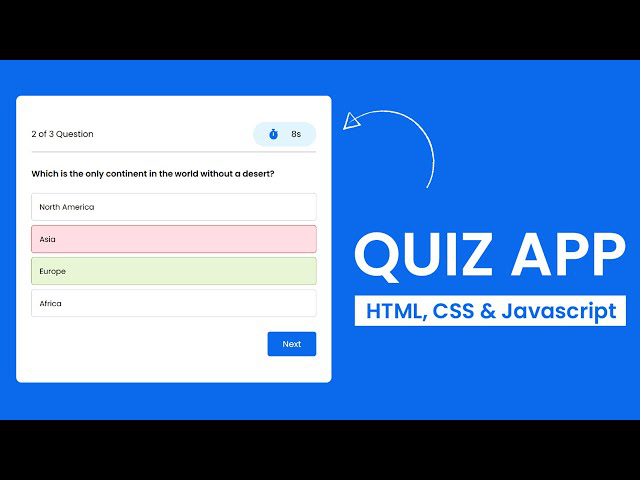 2 of 3 Question
8s
Which is the only continent in the world without a desert?
North America
Asia
Europe
Africa
Next
QUIZ APP
HTML, CSS & Javascript